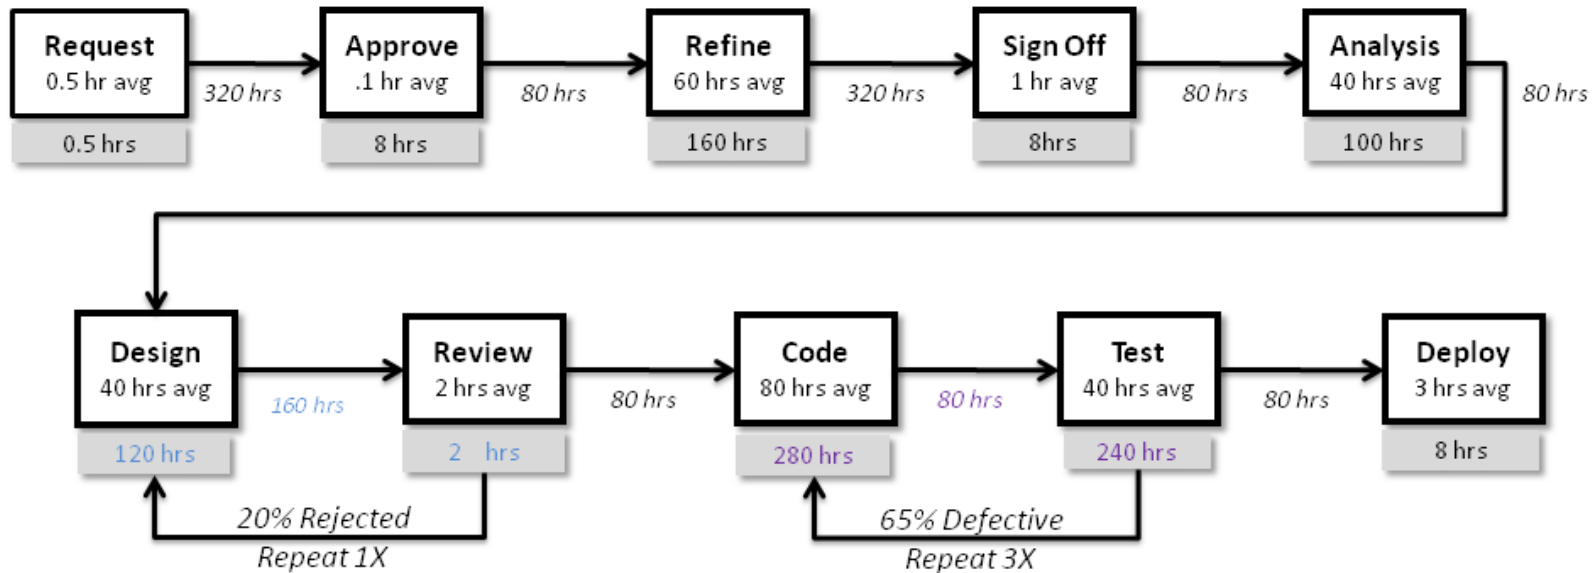 Request
0.5 hr avg
0.5 hrs
320 hrs
Approve
.1 hr avg
8 hrs
80 hrs
Refine
60 hrs avg
160 hrs
320 hrs
Sign Off
1 hr avg
8hrs
80 hrs
Analysis
40 hrs avg
100 hrs
80 hrs
Design
40 hrs avg
120 hrs
160 hrs
Review
2 hrs avg
2 hrs
20% Rejected
Repeat 1X
80 hrs
Code
80 hrs avg
280 hrs
80 hrs
Test
40 hrs avg
240 hrs
65% Defective
Repeat 3X
80 hrs
Deploy
3 hrs avg
8 hrs